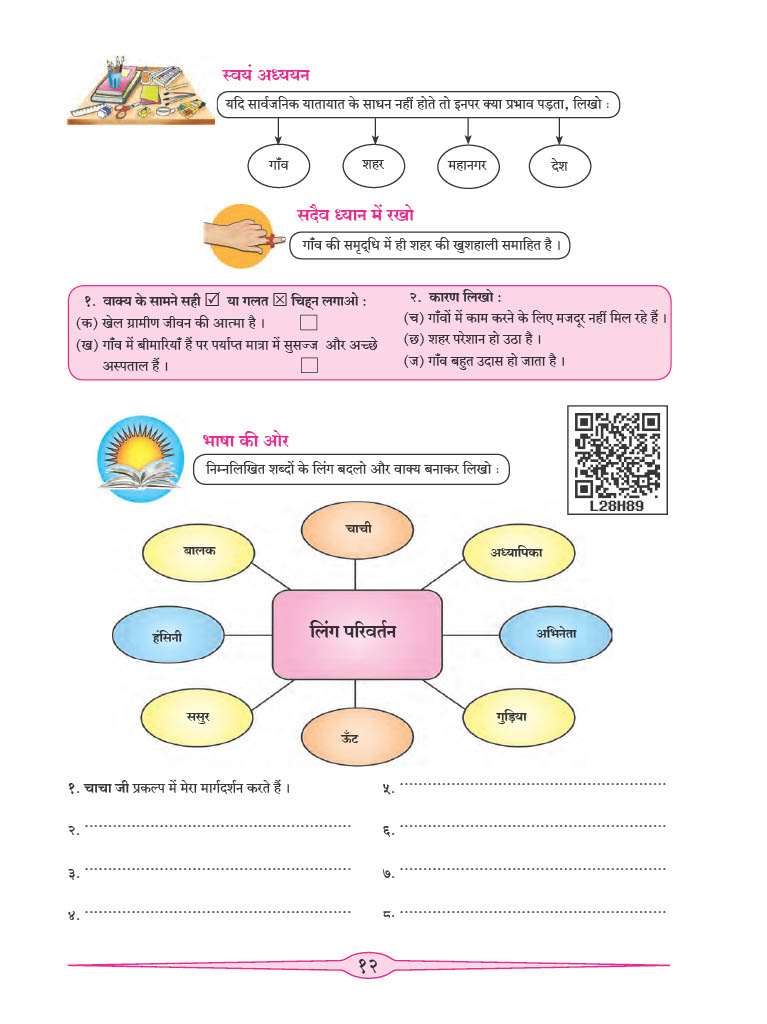 स्वयं अध्ययन
यदि सार्वजनिक यातायात के साधन नहीं होते तो इनपर क्या प्रभाव पड़ता, लिखो :
गाँव
शहर
महानगर
देश
सदैव ध्यान में रखो
गाँव की समृद्‌धि में ही शहर की खुशहाली समाहित है ।
१. वाक्य के सामने सही ☑ या गलत ☒ चिह्‌न लगाओ :
(क) खेल ग्रामीण जीवन की आत्मा है ।
(ख) गाँव में बीमारियाँ हैं पर पर्याप्त मात्रा में सुसज्ज और अच्छे
अस्पताल हैं ।
२. कारण लिखो :
(च) गाँवों में काम करने के लिए मजदूर नहीं मिल रहे हैं ।
(छ) शहर परेशान हो उठा है ।
(ज) गाँव बहुत उदास हो जाता है ।
भाषा की ओर
निम्नलिखित शब्दों के लिंग बदलो और वाक्य बनाकर लिखो :
L28H89
चाची
बालक
अध्यापिका
हंसिनी
लिंग परिवर्तन
अभिनेता
ससुर
गुड़िया
ऊँट
१. चाचा जी प्रकल्प में मेरा मार्गदर्शन करते हैं ।
२.
३.
४.
५.
६.
७.
८.
१२